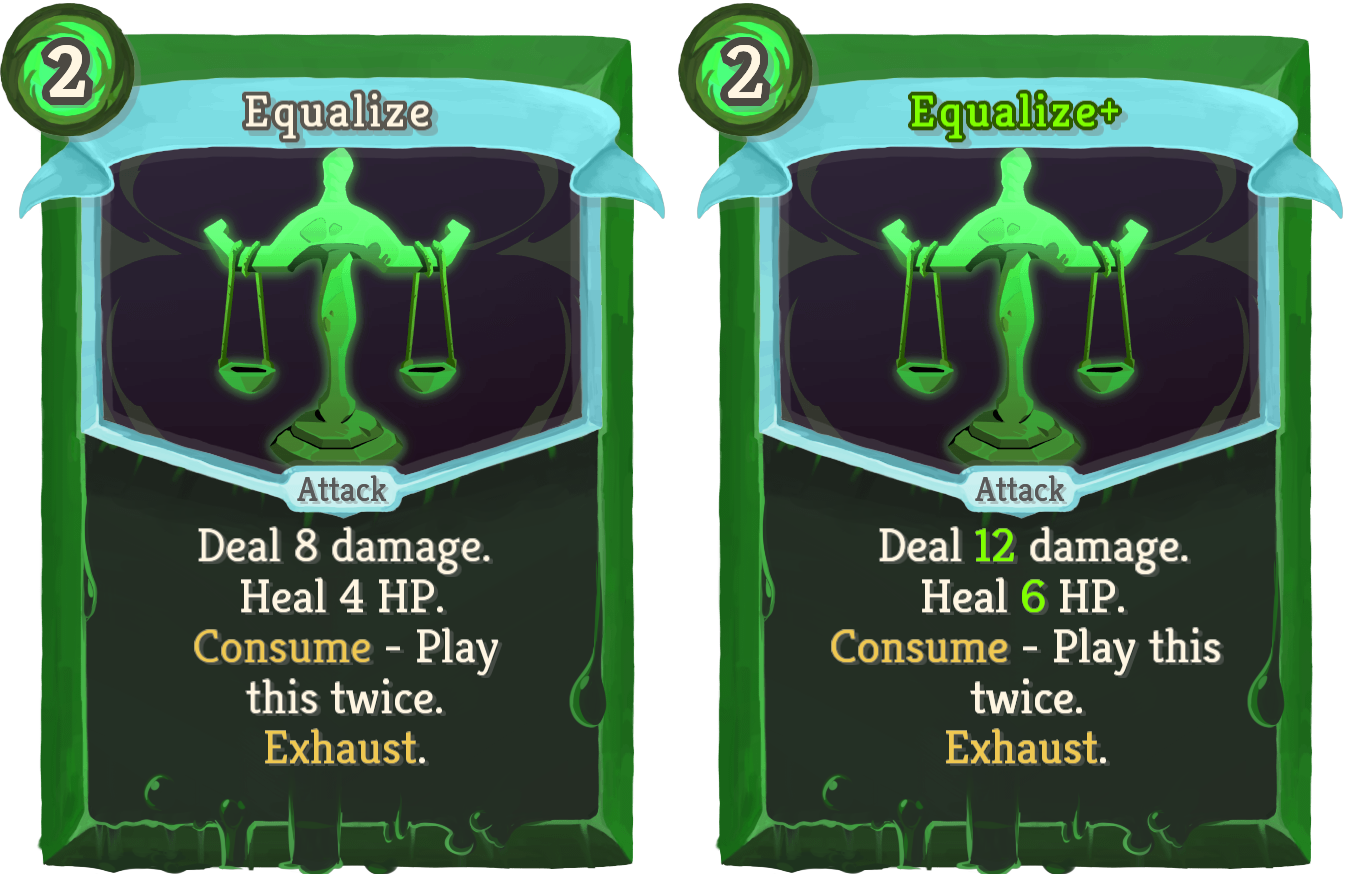 2
Equalize
Attack
Deal 8 damage.
Heal 4 HP.
Consume - Play
this twice.
Exhaust.
2
Equalize+
Attack
Deal 12 damage.
Heal 6 HP.
Consume - Play this
twice.
Exhaust.